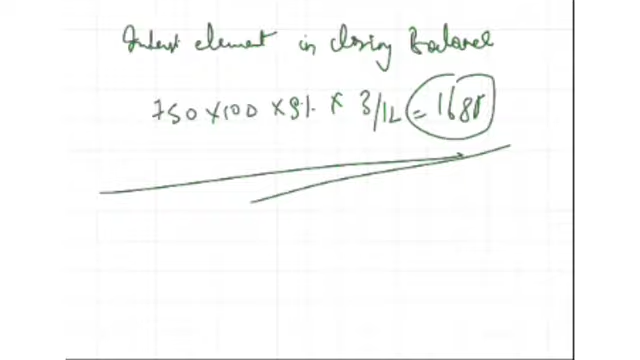 Interest element in closing Balance
750 x 100 x 9% x 3/12 = 1688